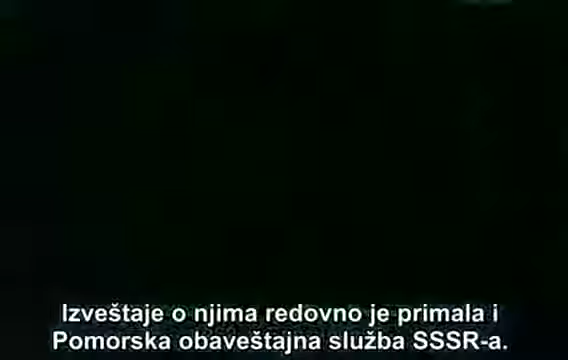 Izveštaje o njima redovno je primala i
Pomorska obaveštajna služba SSSR-a.